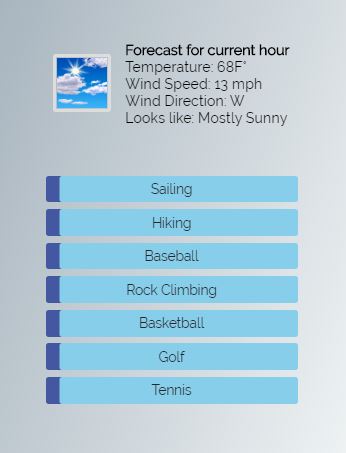 Forecast for current hour
Temperature: 68F°
Wind Speed: 13 mph
Wind Direction: W
Looks like: Mostly Sunny
Sailing
Hiking
Baseball
Rock Climbing
Basketball
Golf
Tennis